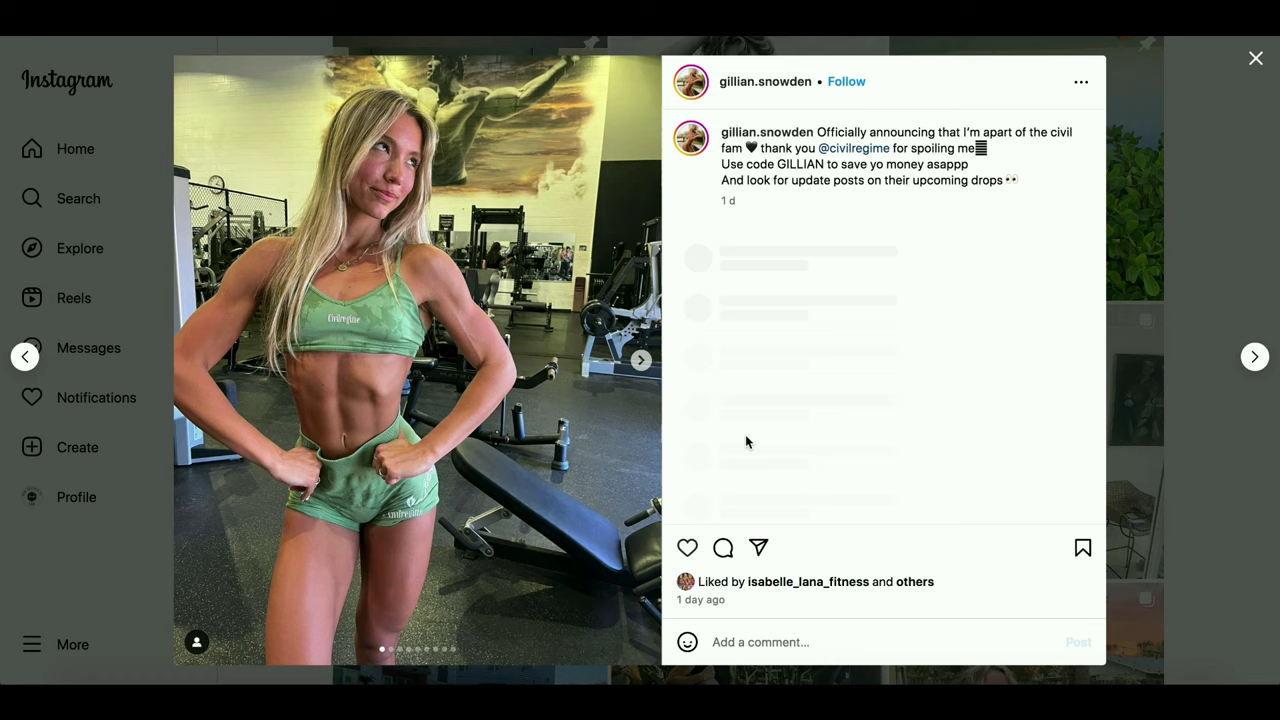 Instagram
Home
Search
Explore
Reels
Messages
Notifications
Create
Profile
More
Civilregime
Civilregime
gillian.snowden • Follow
gillian.snowden Officially announcing that I'm apart of the civil
fam 🖤 thank you @civilregime for spoiling me
Use code GILLIAN to save yo money asappp
And look for update posts on their upcoming drops 👀
1 d
Liked by isabelle_lana_fitness and others
1 day ago
Add a comment...
Post